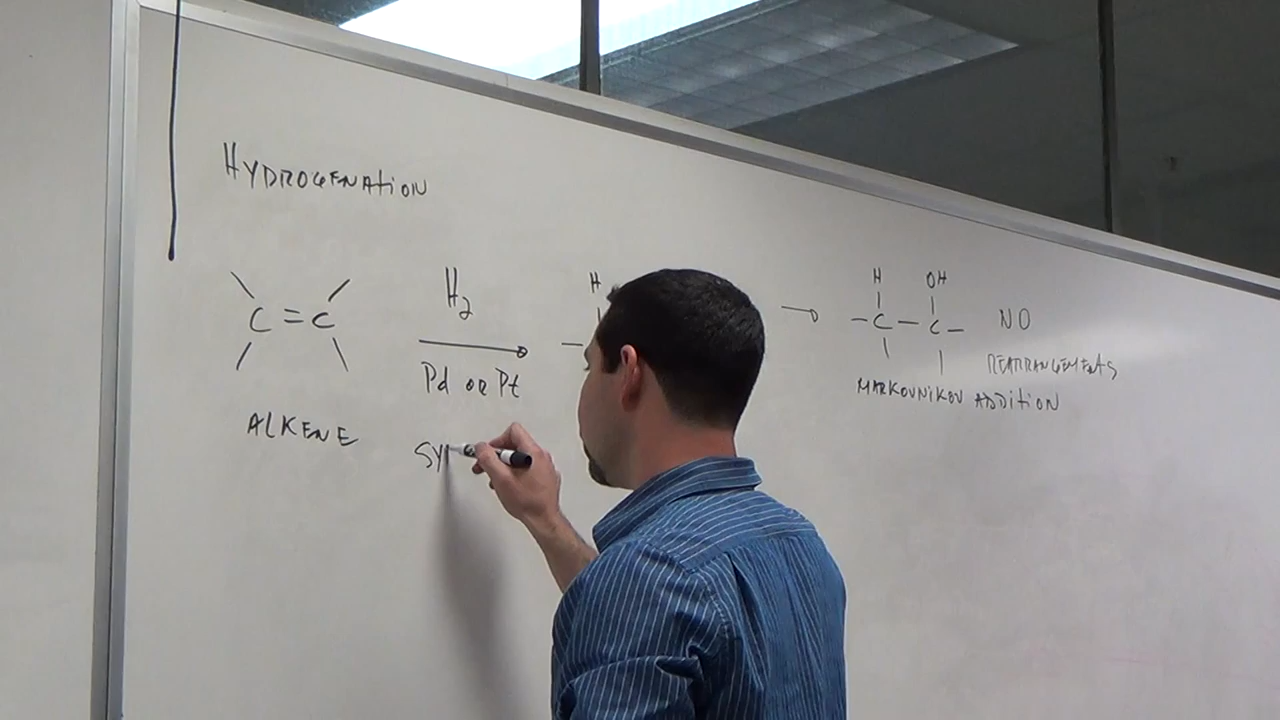 HYDROGENATION
H H OH
H2
C = C → – – C – C – NO
Pd OR Pt REARRANGEMENTS
MARKOVNIKOV ADDITION
ALKENE
SY